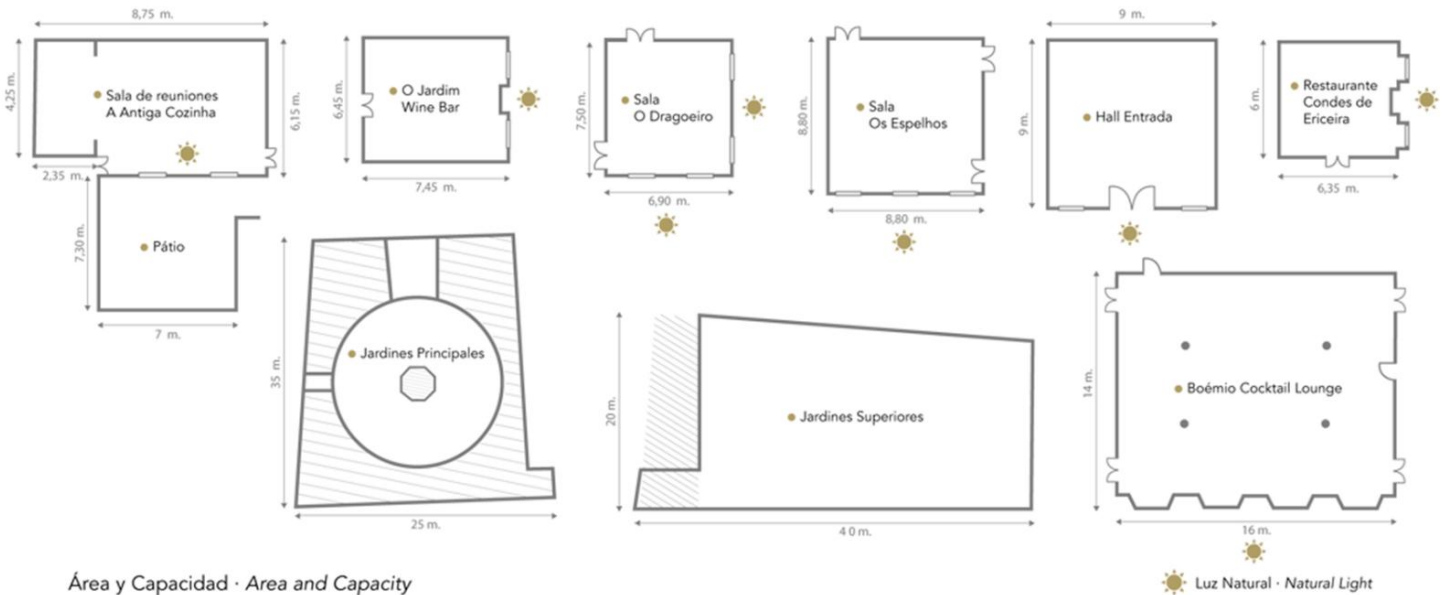 8,75 m.
4,25 m.
Sala de reuniones
A Antiga Cozinha
6,15 m.
2,35 m.
Pátio
7,30 m.
7 m.
6,45 m.
O Jardim
Wine Bar
7,45 m.
7,50 m.
Sala
O Dragoeiro
6,90 m.
8,80 m.
Sala
Os Espelhos
8,80 m.
9 m.
9 m.
Hall Entrada
6 m.
Restaurante
Condes de
Ericeira
6,35 m.
35 m.
Jardines Principales
25 m.
20 m.
Jardines Superiores
40 m.
14 m.
Boémio Cocktail Lounge
16 m.
Área y Capacidad · Area and Capacity
Luz Natural · Natural Light